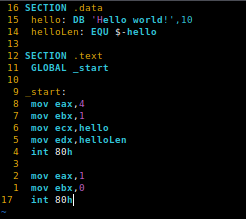 16 SECTION .data
15 hello: DB 'Hello world!',10
14 helloLen: EQU $-hello
13
12 SECTION .text
11 GLOBAL _start
10
9 _start:
8 mov eax,4
7 mov ebx,1
6 mov ecx,hello
5 mov edx,helloLen
4 int 80h
3
2 mov eax,1
1 mov ebx,0
17 int 80h
~